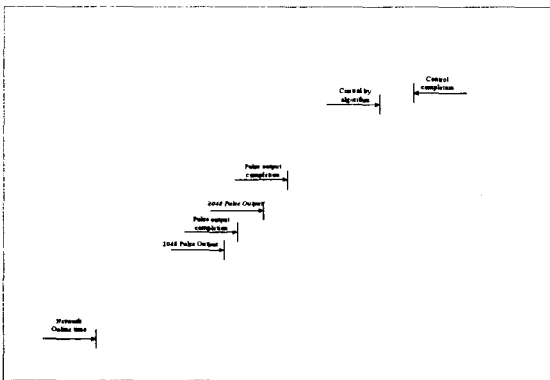 Control
completion
Control by
algorithm
Pulse output
completion
2048 Pulse Output
Pulse output
completion
2048 Pulse Output
Network
Online time